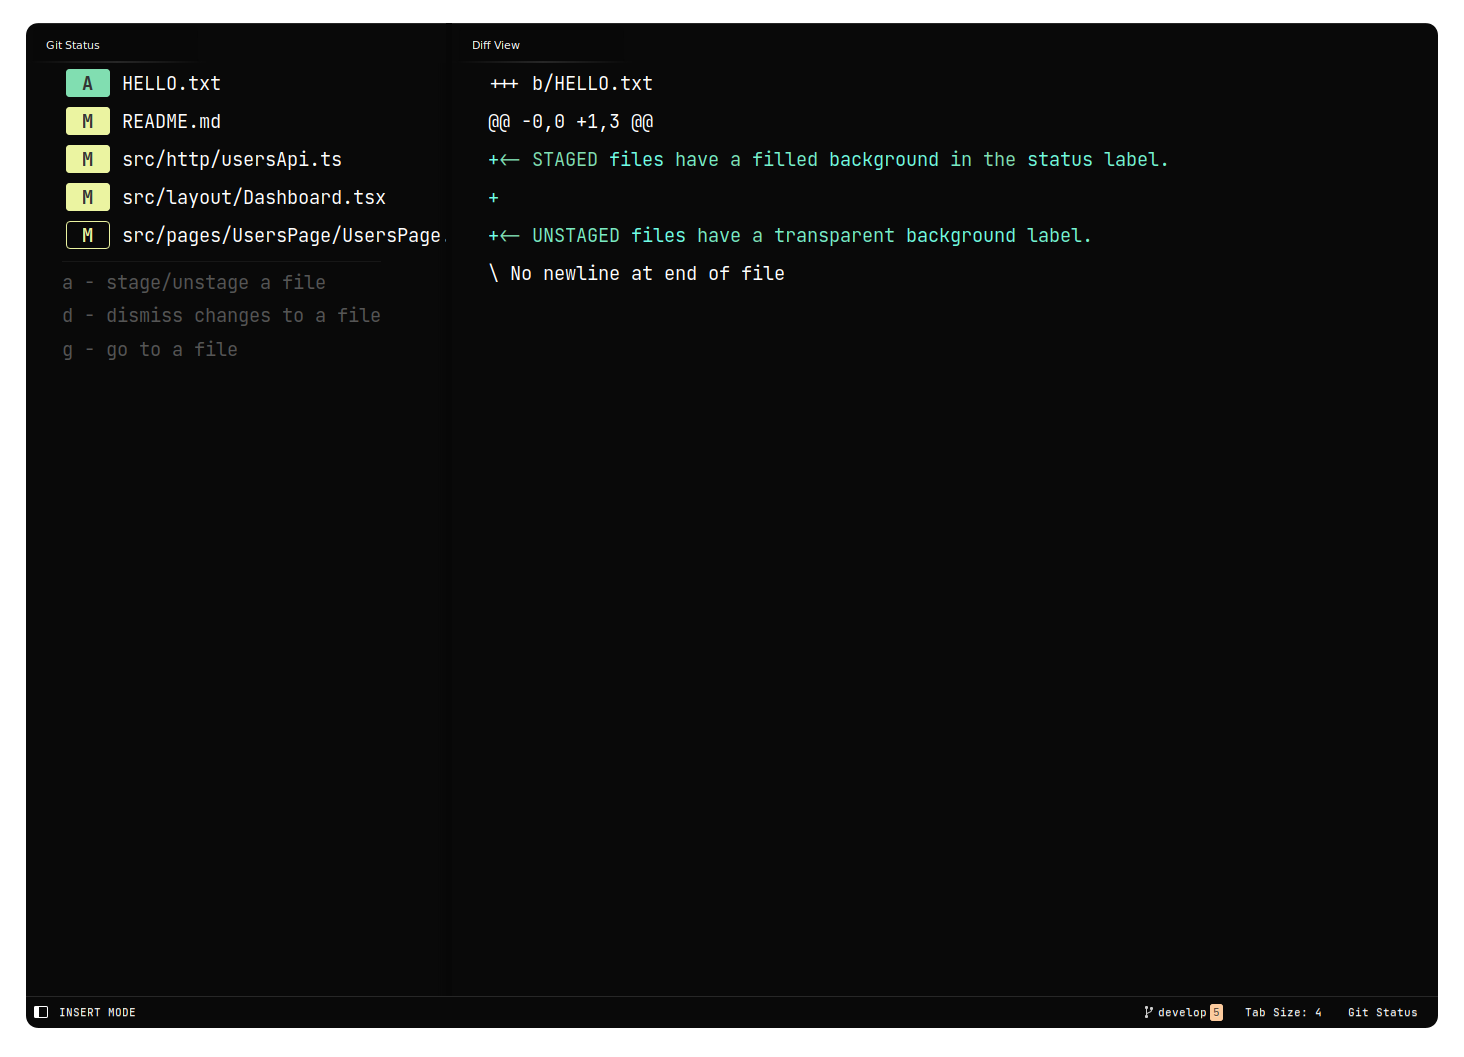 Git Status
A HELLO.txt
M README.md
M src/http/usersApi.ts
M src/layout/Dashboard.tsx
M src/pages/UsersPage/UsersPage.
a - stage/unstage a file
d - dismiss changes to a file
g - go to a file
Diff View
+++ b/HELLO.txt
@@ -0,0 +1,3 @@
+<- STAGED files have a filled background in the status label.
+
+<- UNSTAGED files have a transparent background label.
\ No newline at end of file
INSERT MODE
develop 5
Tab Size: 4
Git Status